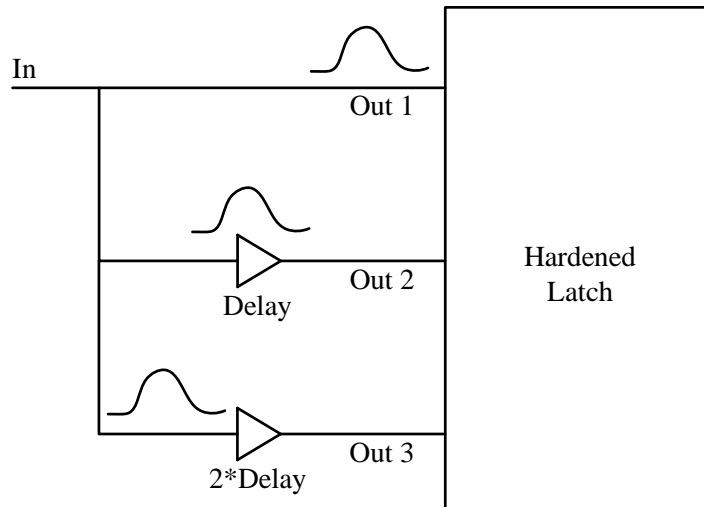 In
Out 1
Out 2
Delay
Hardened
Latch
Out 3
2*Delay